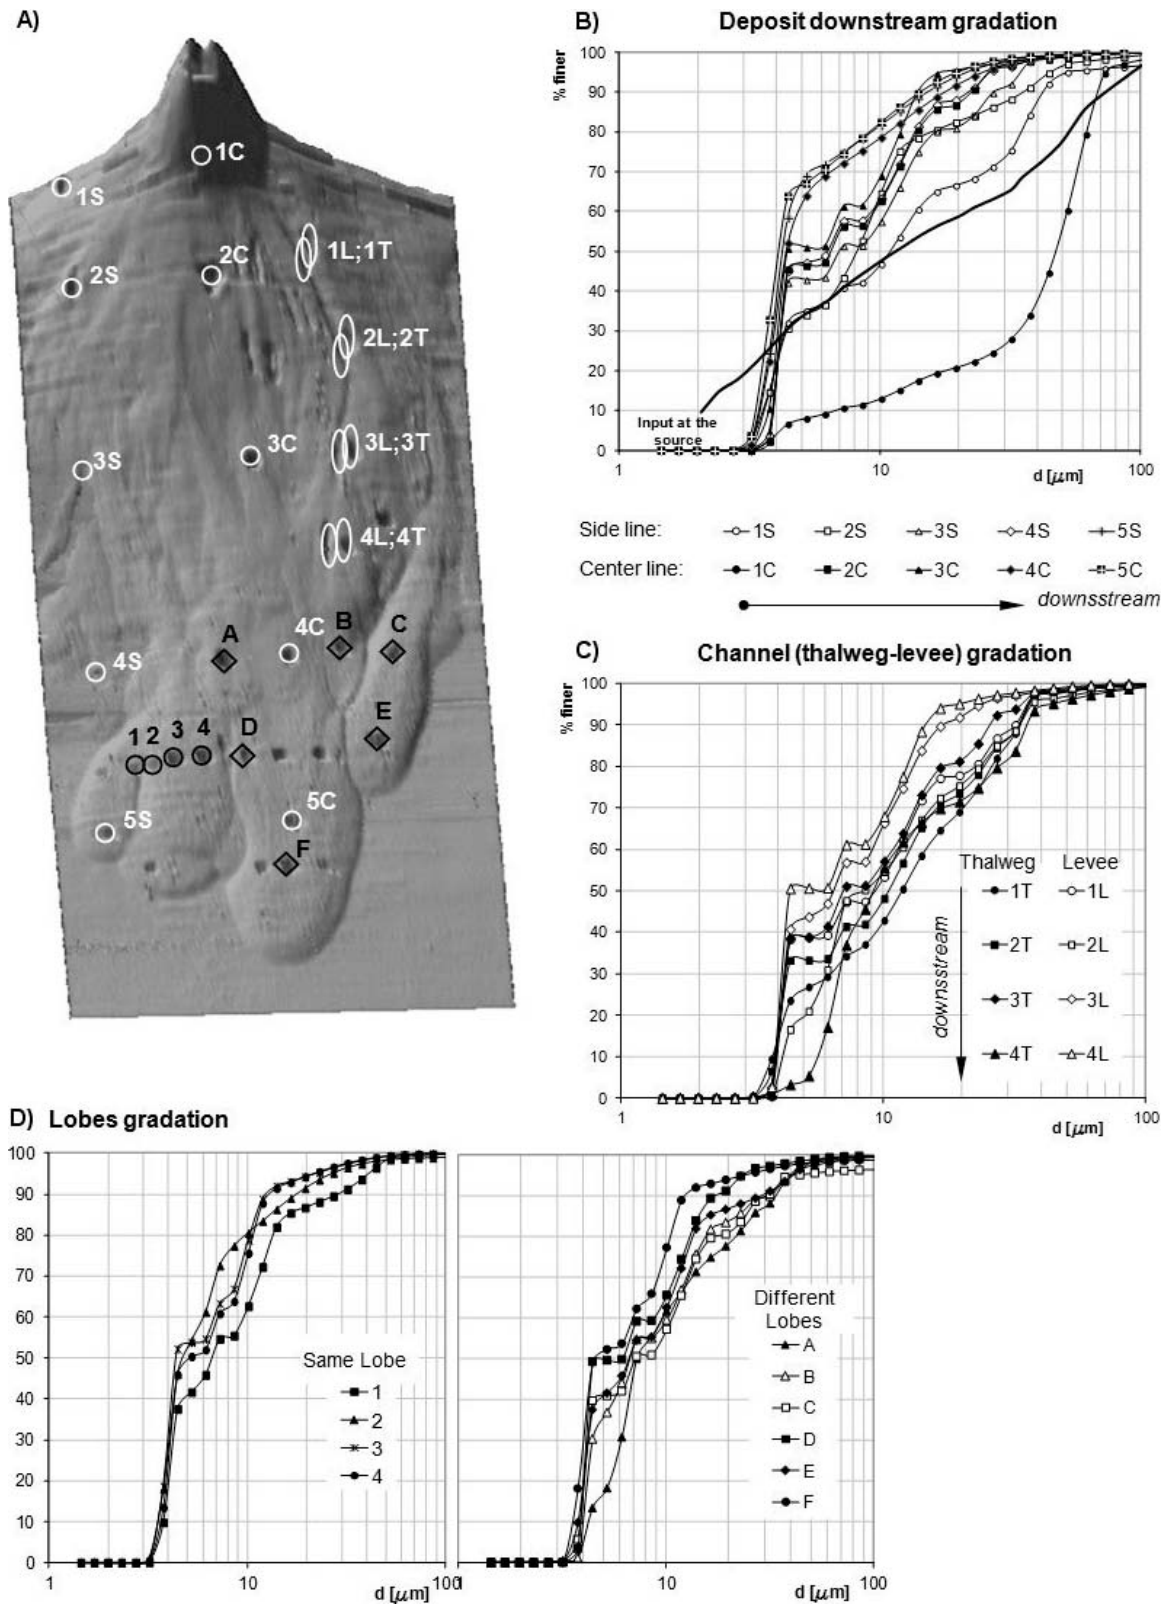 A)
1C
1S
2S
2C
1L;1T
2L;2T
3S
3C
3L;3T
4L;4T
4S
A
4C
B
C
1
2
3
4
D
E
5S
5C
F
B) Deposit downstream gradation
% finer
100
90
80
70
60
50
40
30
20
10
0
Input at the
source
1
10
100
d [μm]
Side line: 1S 2S 3S 4S 5S
Center line: 1C 2C 3C 4C 5C
downsstream
C) Channel (thalweg-levee) gradation
% finer
100
90
80
70
60
50
40
30
20
10
0
Thalweg Levee
1T 1L
2T 2L
3T 3L
4T 4L
downsstream
1
10
100
d [μm]
D) Lobes gradation
100
90
80
70
60
50
40
30
20
10
0
Same Lobe
1
2
3
4
1
10
100
d [μm]
Different
Lobes
A
B
C
D
E
F
1
10
100
d [μm]